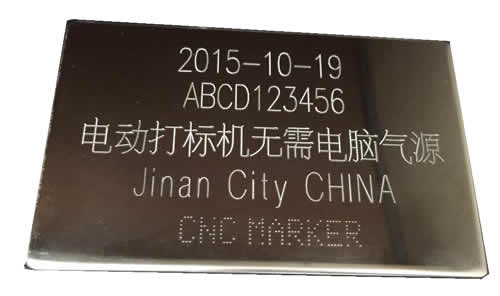 2015-10-19
ABCD123456
电动打标机无需电脑气源
Jinan City CHINA
CNC MARKER